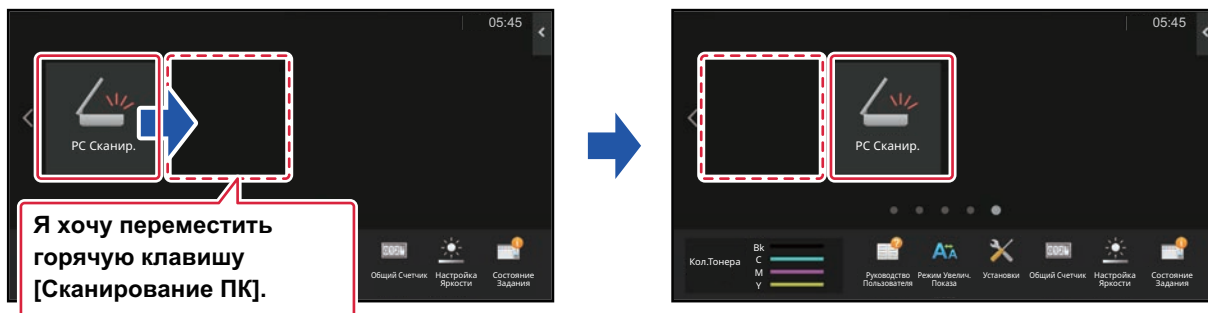 05:45
PC Сканир.
Я хочу переместить
горячую клавишу
[Сканирование ПК].
Общий Счетчик
Настройка
Яркости
Состояние
Задания
05:45
PC Сканир.
Кол.Тонера
Bk
C
M
Y
Руководство
Пользователя
Режим Увелич.
Показа
Установки
Общий Счетчик
Настройка
Яркости
Состояние
Задания